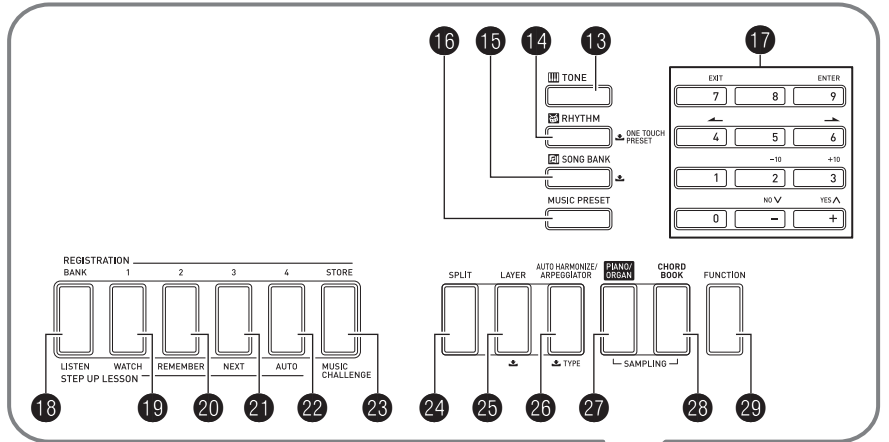 16 15 14 13 17
TONE
RHYTHM
ONE TOUCH
PRESET
SONG BANK
MUSIC PRESET
EXIT ENTER
7 8 9
4 5 6
-10 +10
1 2 3
NO YES
0 - +
REGISTRATION
BANK 1 2 3 4 STORE
LISTEN WATCH REMEMBER NEXT AUTO MUSIC
STEP UP LESSON CHALLENGE
SPLIT LAYER AUTO HARMONIZE/
ARPEGGIATOR
PIANO/
ORGAN
CHORD
BOOK
FUNCTION
TYPE
SAMPLING
18 19 20 21 22 23 24 25 26 27 28 29